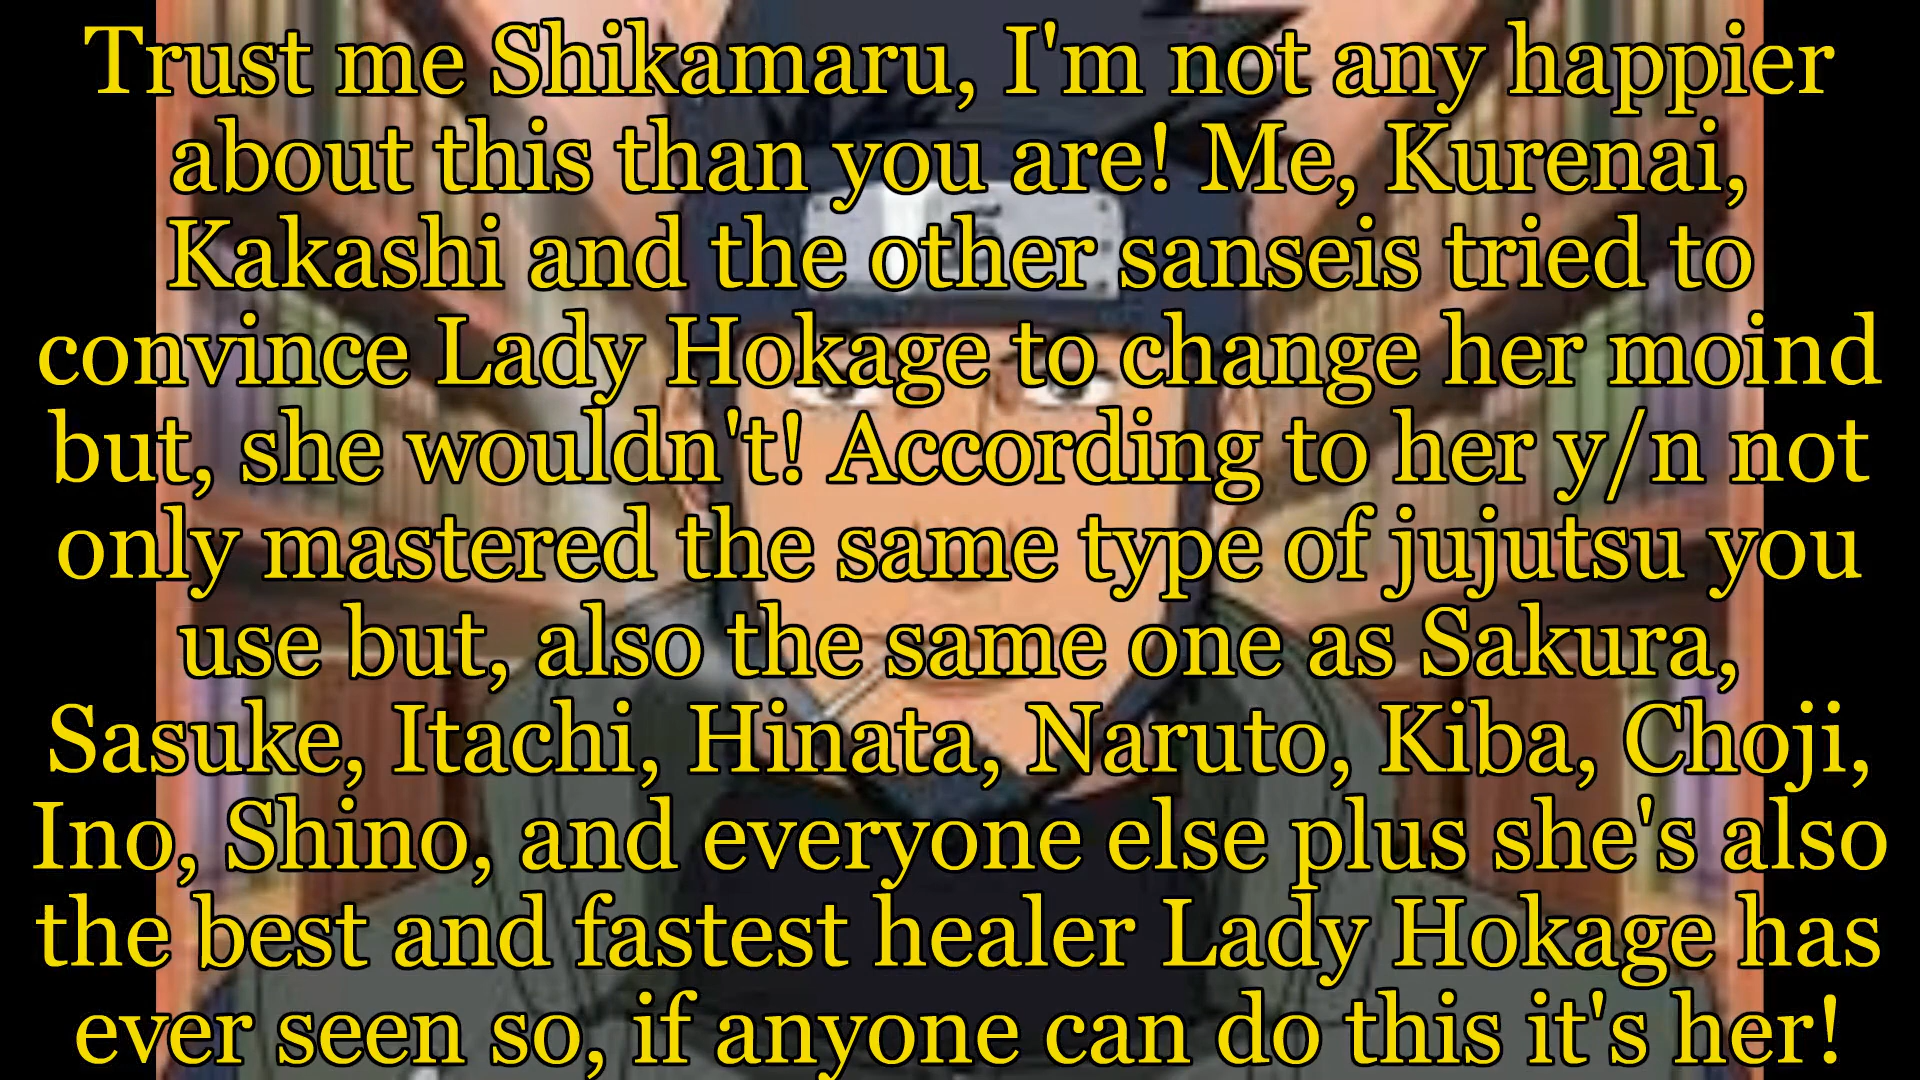 Trust me Shikamaru, I'm not any happier
about this than you are! Me, Kurenai,
Kakashi and the other sanseis tried to
convince Lady Hokage to change her moind
but, she wouldn't! According to her y/n not
only mastered the same type of jujutsu you
use but, also the same one as Sakura,
Sasuke, Itachi, Hinata, Naruto, Kiba, Choji,
Ino, Shino, and everyone else plus she's also
the best and fastest healer Lady Hokage has
ever seen so, if anyone can do this it's her!